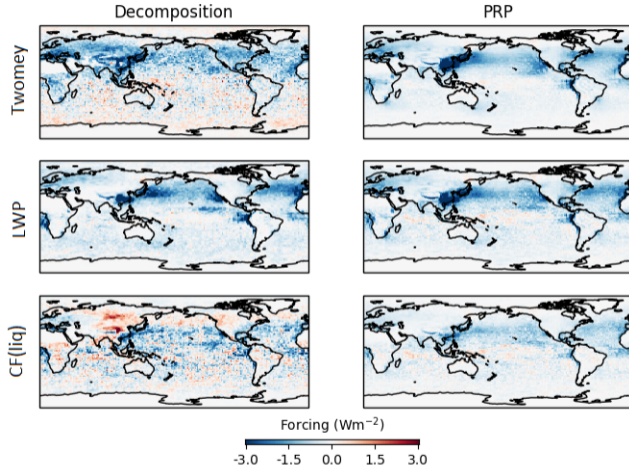 Decomposition PRP
Twomey
LWP
CF(liq)
Forcing (Wm⁻²)
-3.0 -1.5 0.0 1.5 3.0